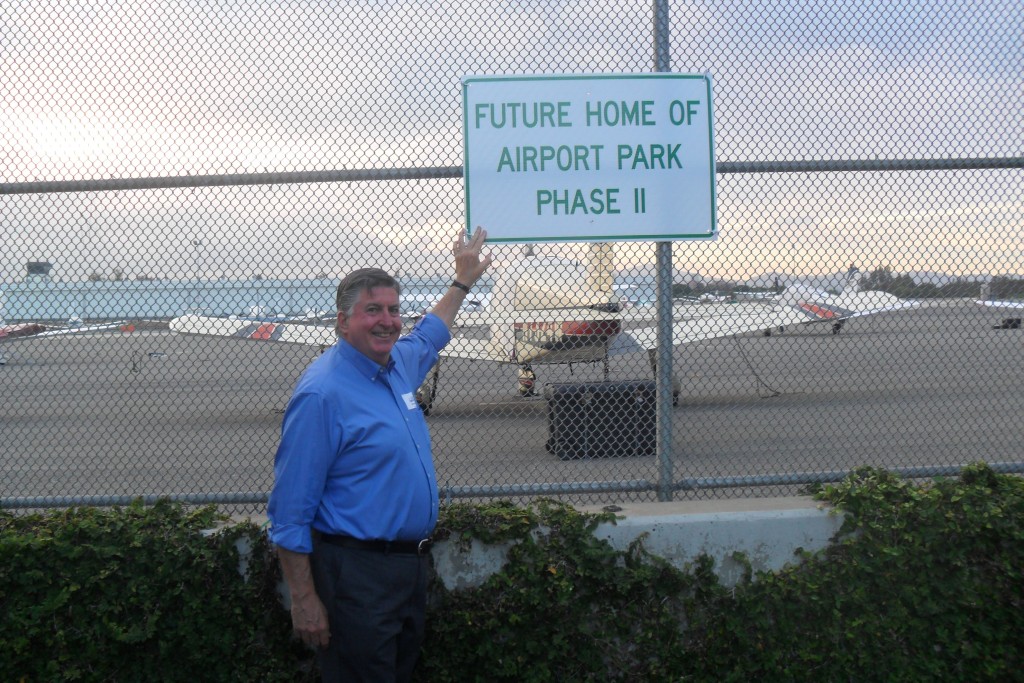 FUTURE HOME OF
AIRPORT PARK
PHASE II